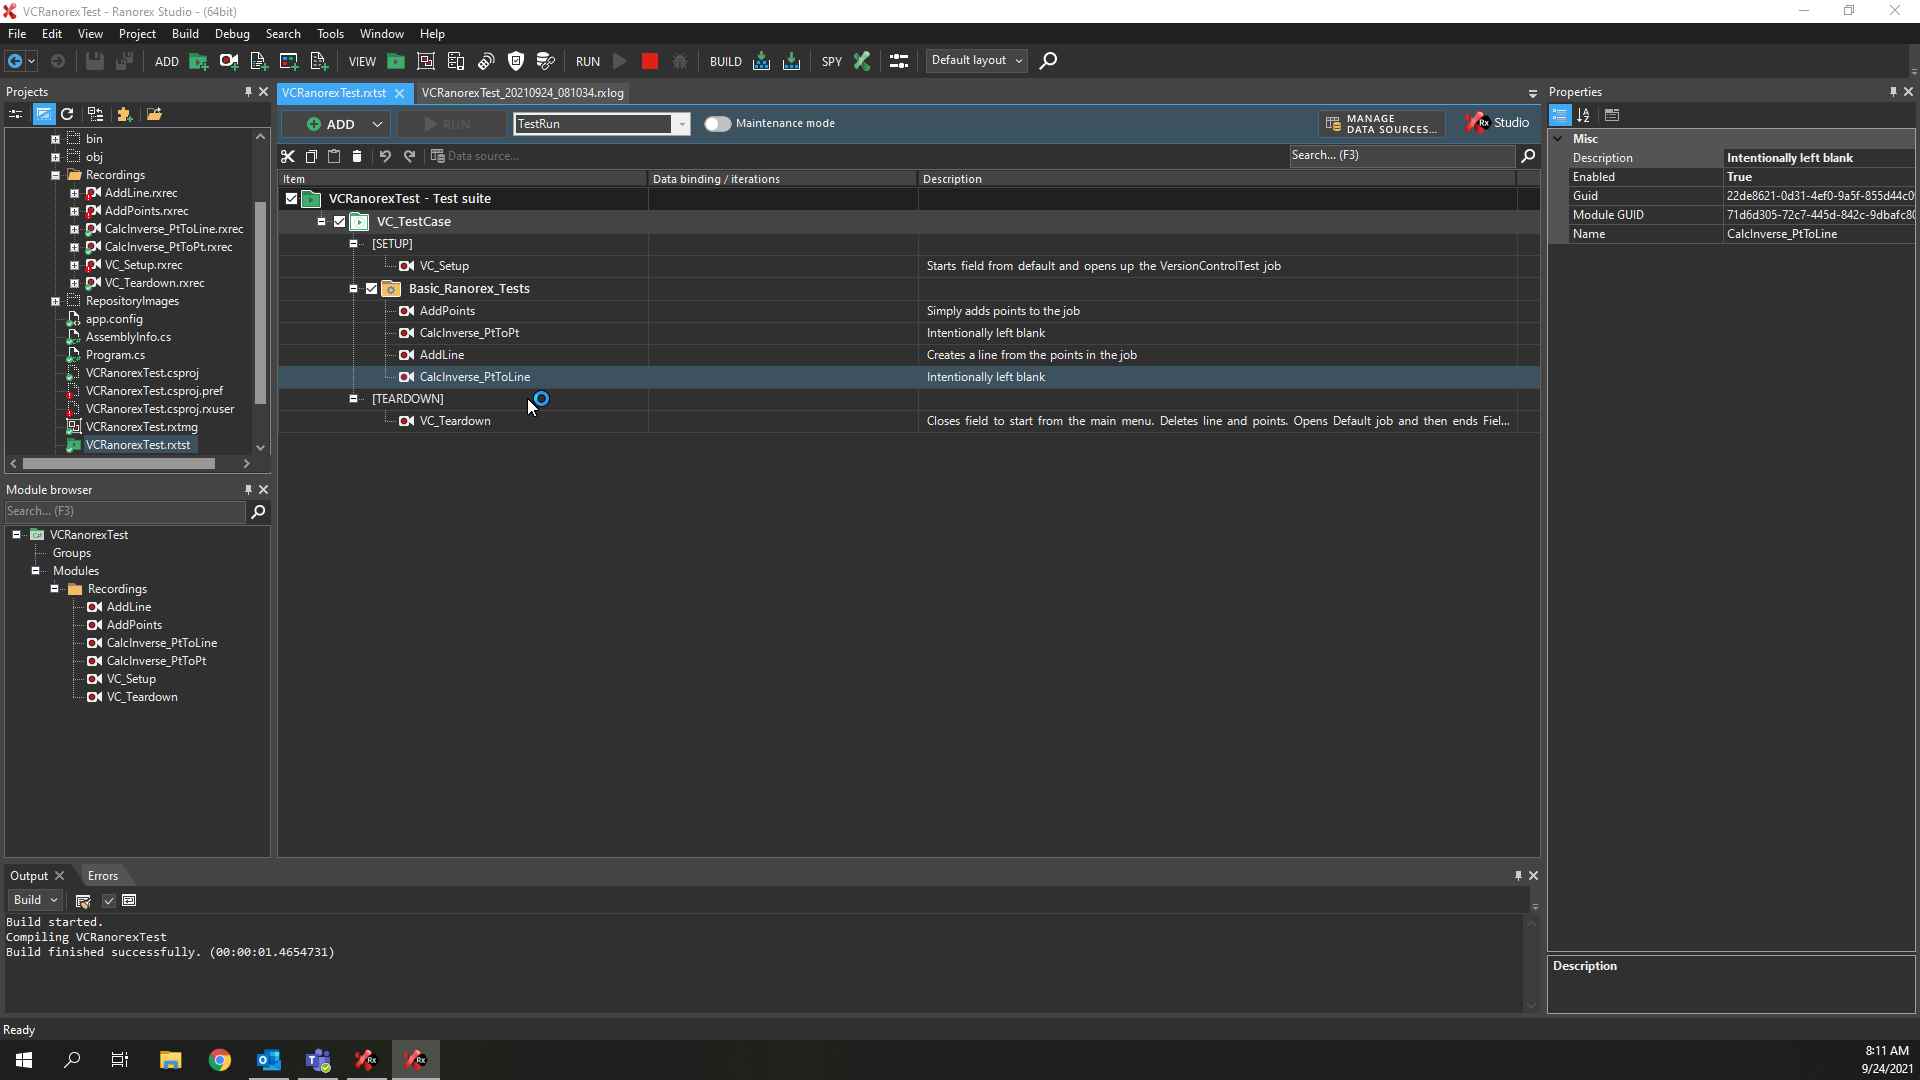 VCRanorexTest - Ranorex Studio - (64bit)
File Edit View Project Build Debug Search Tools Window Help
ADD VIEW RUN BUILD SPY Default layout
Projects
bin
obj
Recordings
AddLine.rxrec
AddPoints.rxrec
CalcInverse_PtToLine.rxrec
CalcInverse_PtToPt.rxrec
VC_Setup.rxrec
VC_Teardown.rxrec
RepositoryImages
app.config
AssemblyInfo.cs
Program.cs
VCRanorexTest.csproj
VCRanorexTest.csproj.pref
VCRanorexTest.csproj.rxuser
VCRanorexTest.rxtmg
VCRanorexTest.rxtst
Module browser
Search... (F3)
VCRanorexTest
Groups
Modules
Recordings
AddLine
AddPoints
CalcInverse_PtToLine
CalcInverse_PtToPt
VC_Setup
VC_Teardown
VCRanorexTest.rxtst VCRanorexTest_20210924_081034.rxlog
ADD RUN TestRun Maintenance mode MANAGE DATA SOURCES... Rx Studio
Data source... Search... (F3)
Item Data binding / iterations Description
VCRanorexTest - Test suite
VC_TestCase
[SETUP]
VC_Setup Starts field from default and opens up the VersionControlTest job
Basic_Ranorex_Tests
AddPoints Simply adds points to the job
CalcInverse_PtToPt Intentionally left blank
AddLine Creates a line from the points in the job
CalcInverse_PtToLine Intentionally left blank
[TEARDOWN]
VC_Teardown Closes field to start from the main menu. Deletes line and points. Opens Default job and then ends Fiel...
Properties
Misc
Description Intentionally left blank
Enabled True
Guid 22de8621-0d31-4ef0-9a5f-855d44c0
Module GUID 71d6d305-72c7-445d-842c-9dbafc80
Name CalcInverse_PtToLine
Description
Output Errors
Build
Build started.
Compiling VCRanorexTest
Build finished successfully. (00:00:01.4654731)
Ready
Rx Rx
8:11 AM
9/24/2021